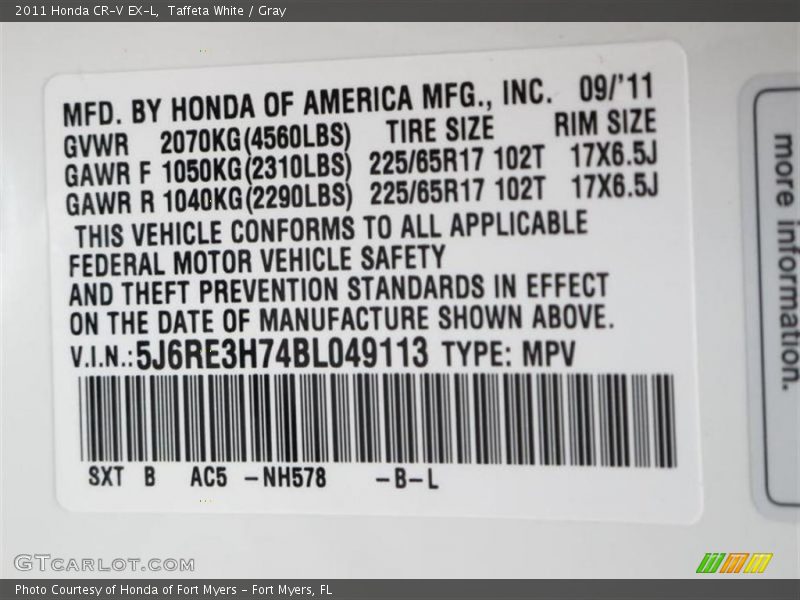 2011 Honda CR-V EX-L,  Taffeta White / Gray
MFD. BY HONDA OF AMERICA MFG., INC. 09/'11
GVWR 2070KG(4560LBS) TIRE SIZE RIM SIZE
GAWR F 1050KG(2310LBS) 225/65R17 102T 17X6.5J
GAWR R 1040KG(2290LBS) 225/65R17 102T 17X6.5J
THIS VEHICLE CONFORMS TO ALL APPLICABLE
FEDERAL MOTOR VEHICLE SAFETY
AND THEFT PREVENTION STANDARDS IN EFFECT
ON THE DATE OF MANUFACTURE SHOWN ABOVE.
V.I.N.:5J6RE3H74BL049113 TYPE: MPV
SXT B AC5 -NH578 -B-L
more information.
GTCARLOT.COM
Photo Courtesy of Honda of Fort Myers - Fort Myers, FL